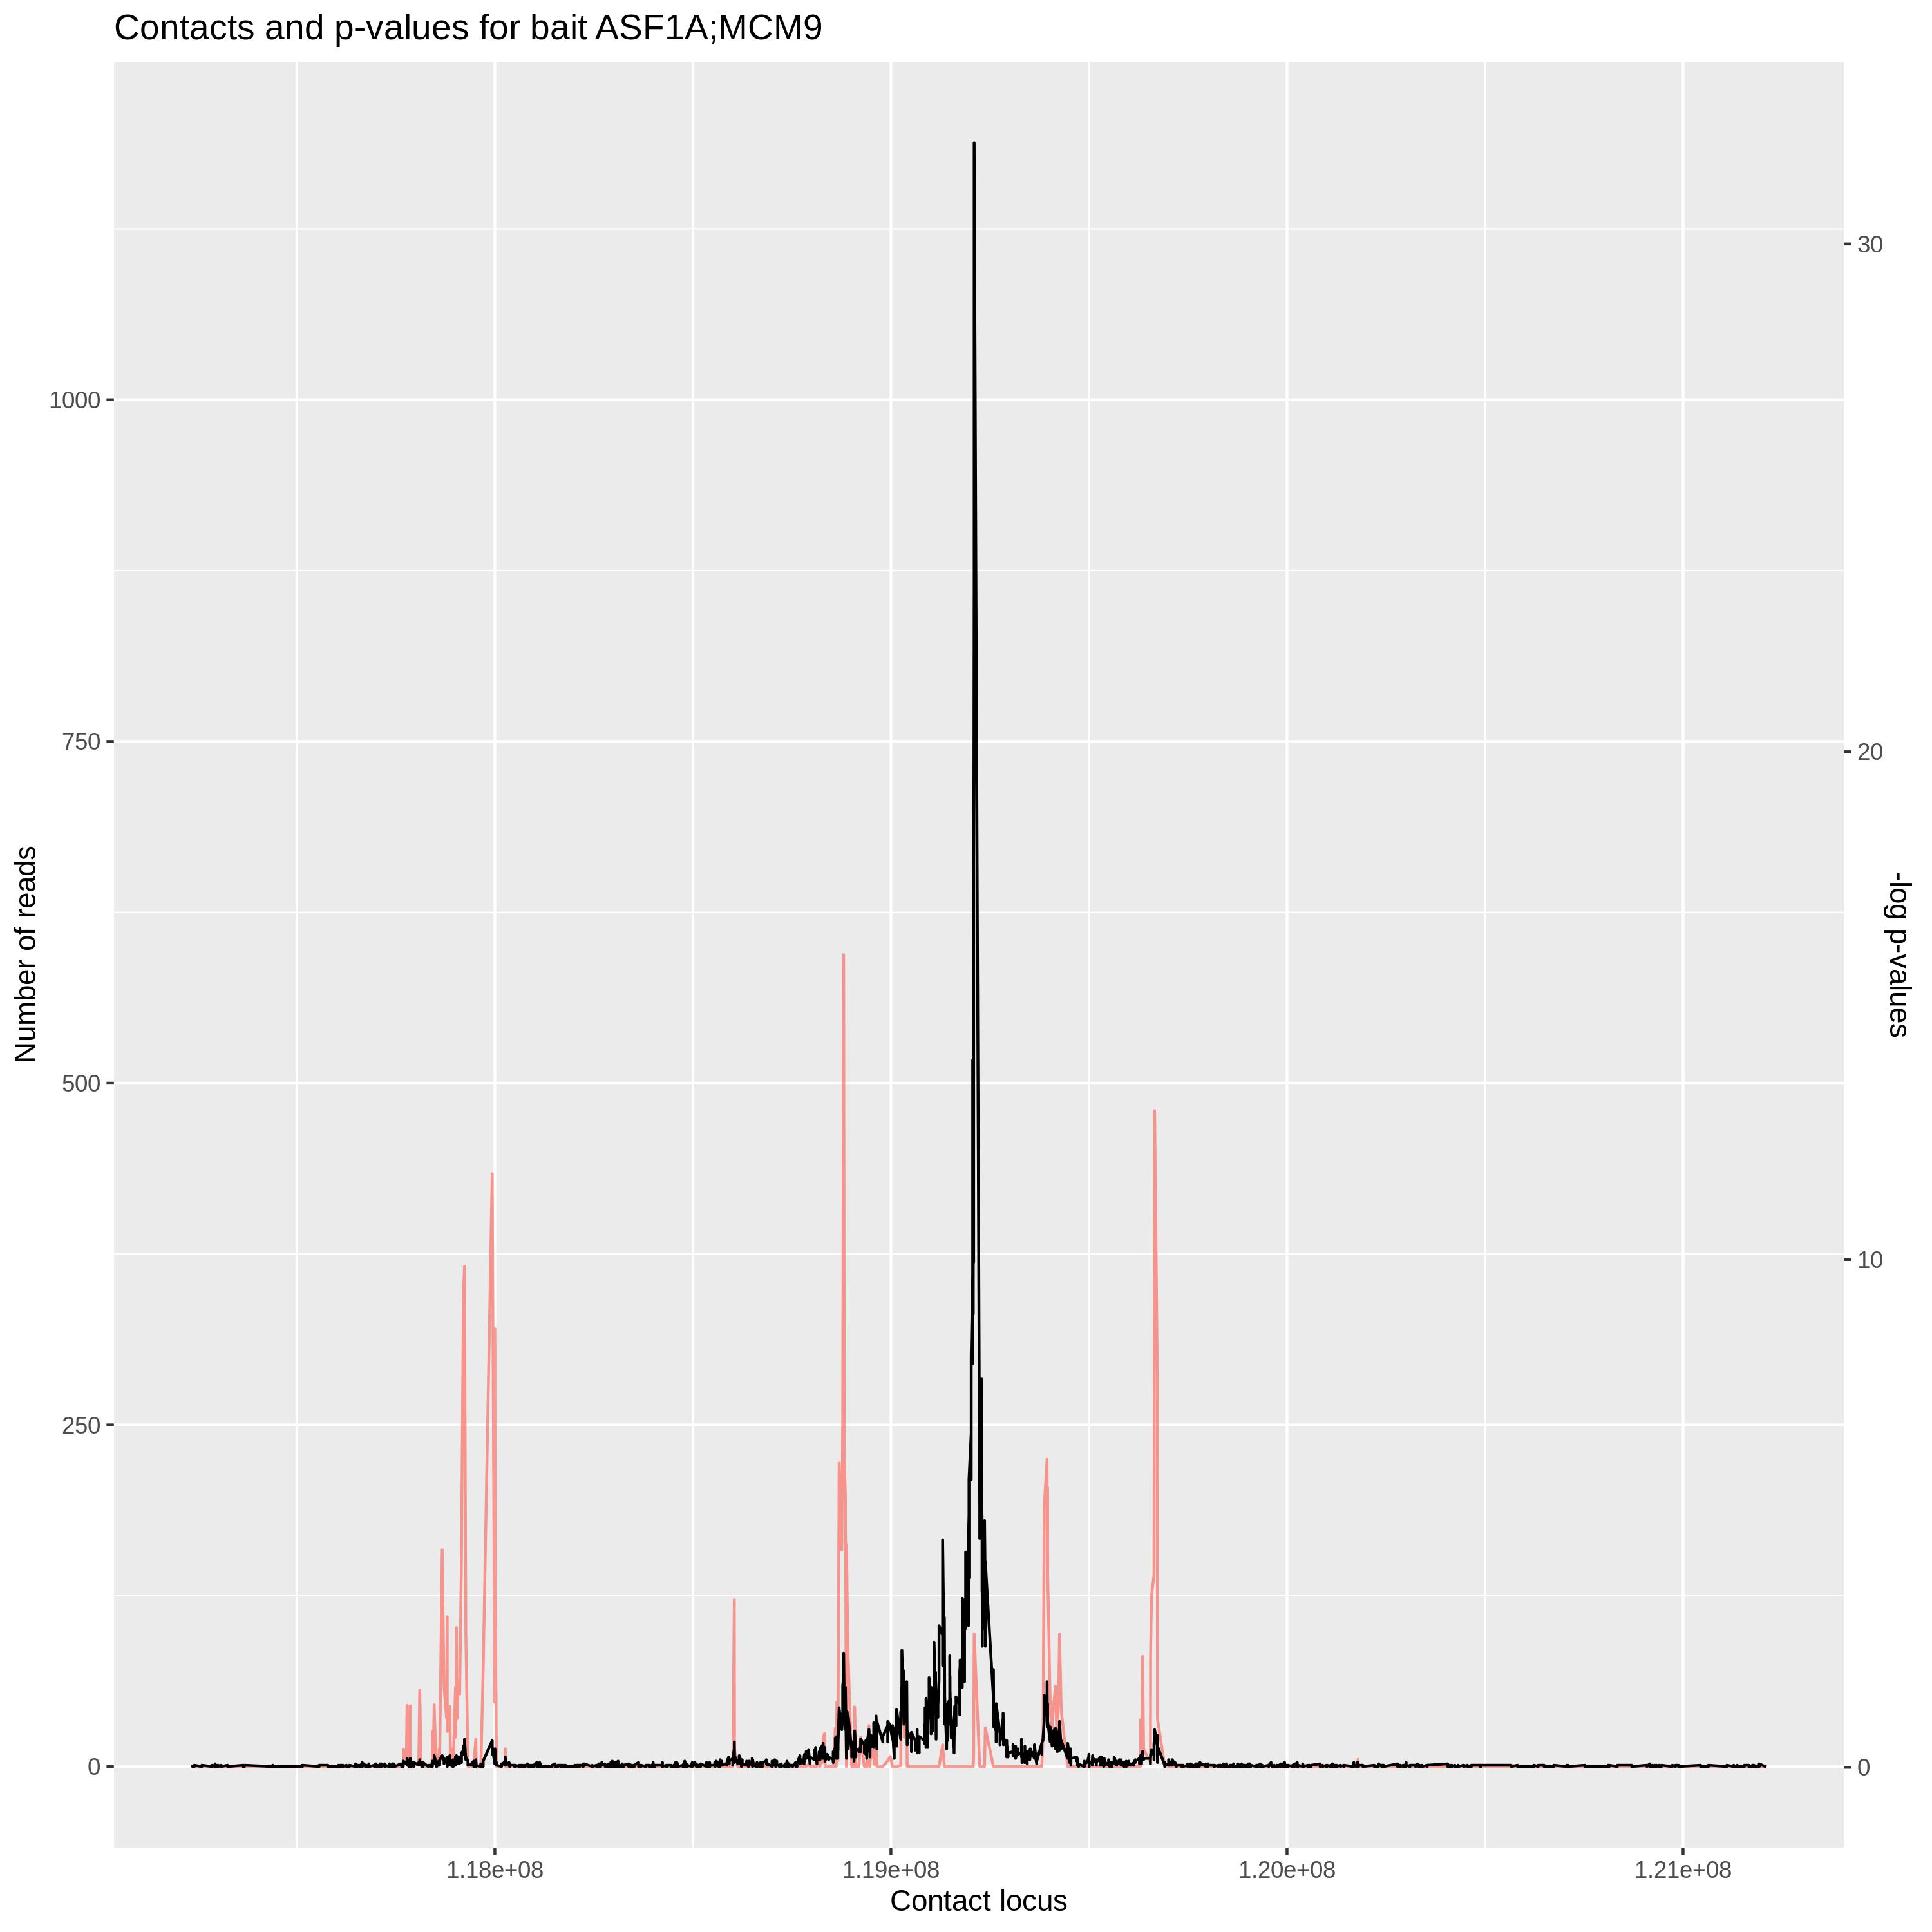 Contacts and p-values for bait ASF1A;MCM9
Number of reads
1000
750
500
250
0
30
20
10
0
-log p-values
1.18e+08
1.19e+08
1.20e+08
1.21e+08
Contact locus